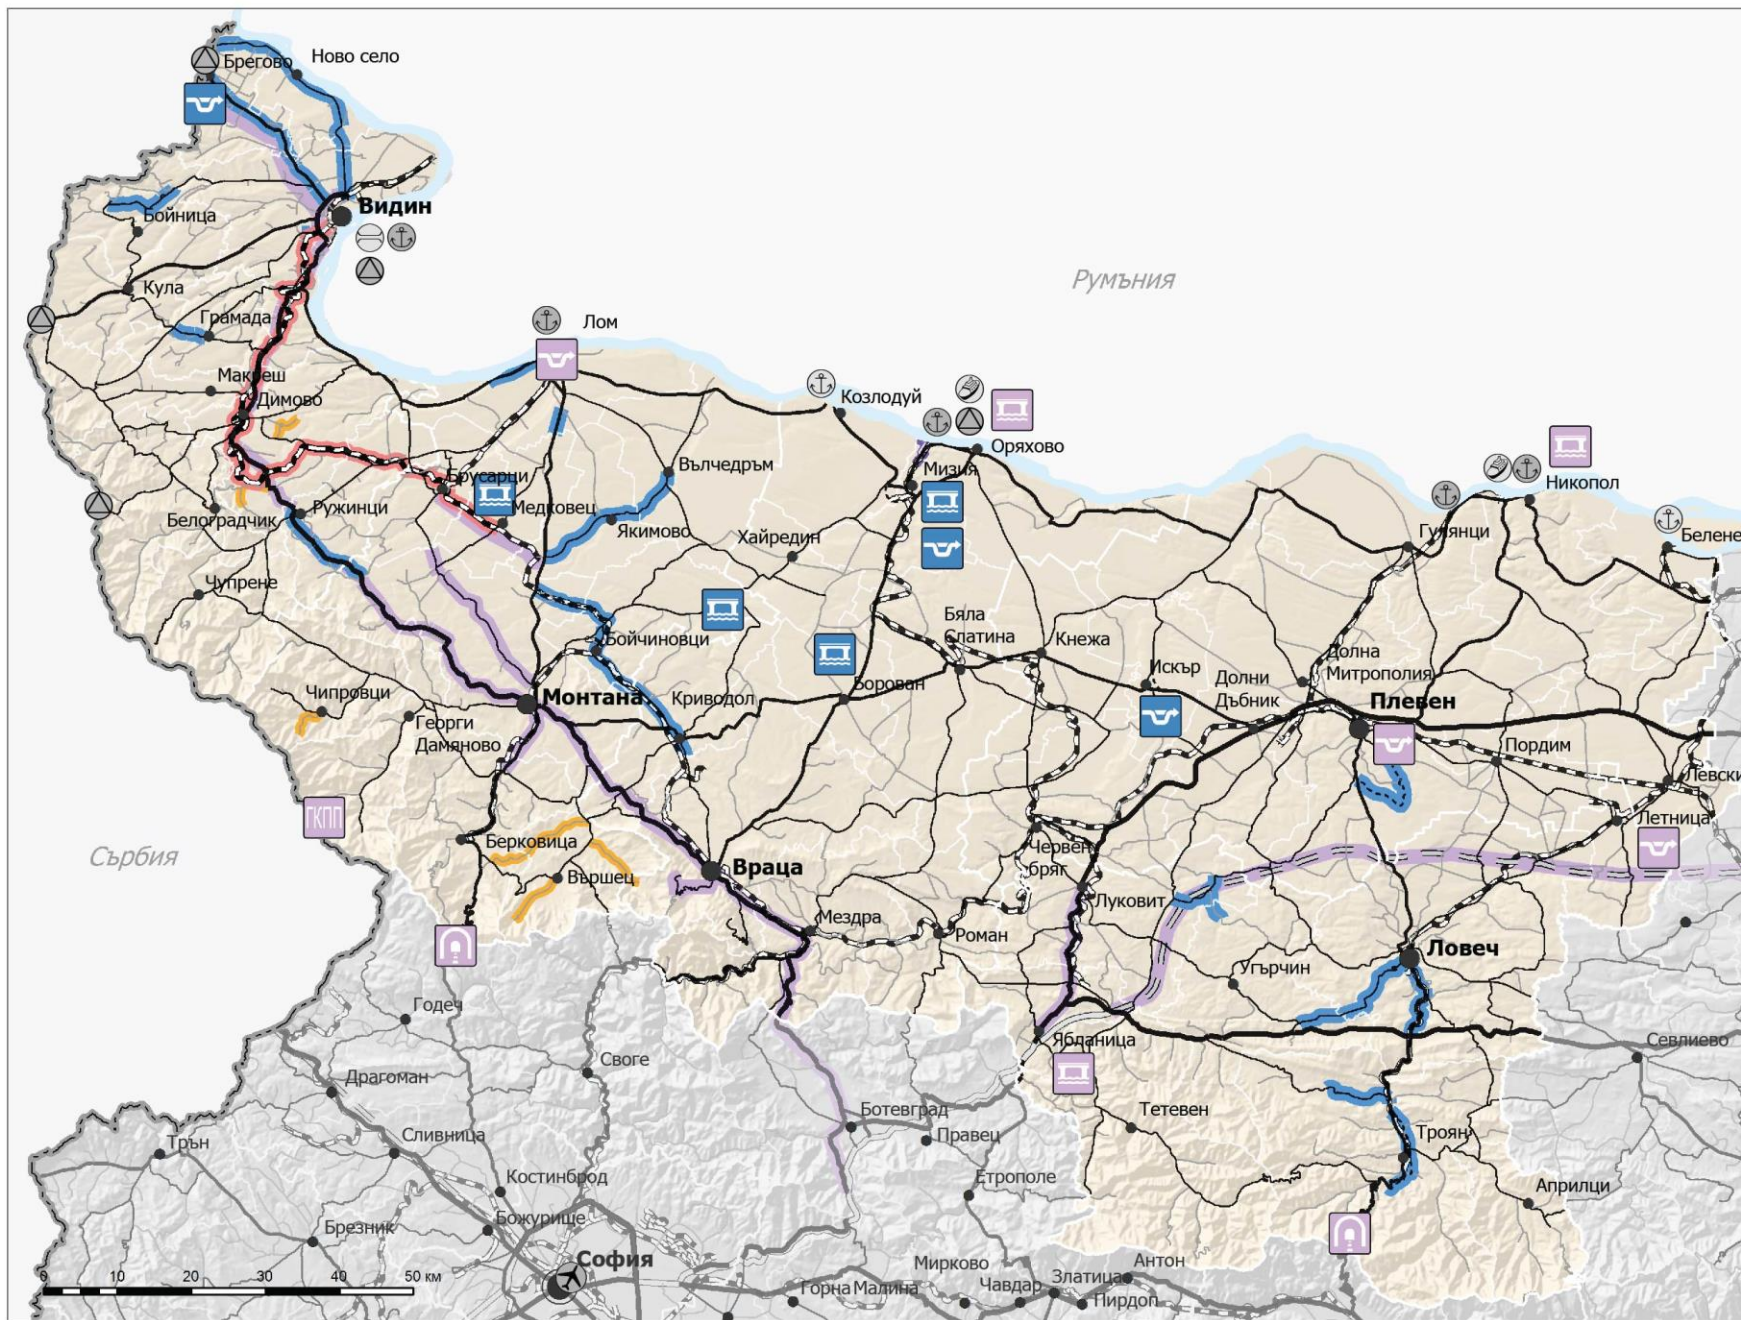 Брегово
Ново село
Видин
Бойница
Кула
Грамада
Румъния
Лом
Макреш
Димово
Козлодуй
Оряхово
Вълчедръм
Брусарци
Мизия
Никопол
Медковец
Белоградчик
Ружинци
Якимово
Хайредин
Гулянци
Белене
Чупрене
Бяла
Слатина
Кнежа
Бойчиновци
Долна
Митрополия
Искър
Долни
Дъбник
Чипровци
Монтана
Криводол
Борован
Плевен
Георги
Дамяново
Пордим
Левски
ГКПП
Летница
Сърбия
Берковица
Враца
Вършец
Червен
бряг
Луковит
Мездра
Роман
Ловеч
Угърчин
Годеч
Ябланица
Севлиево
Своге
Драгоман
Ботевград
Правец
Тетевен
Троян
Трън
Сливница
Костинброд
Етрополе
Априлци
Брезник
Божурище
София
Мирково
Антон
Горна Малина
Чавдар
Златица
Пирдоп
0 10 20 30 40 50 км